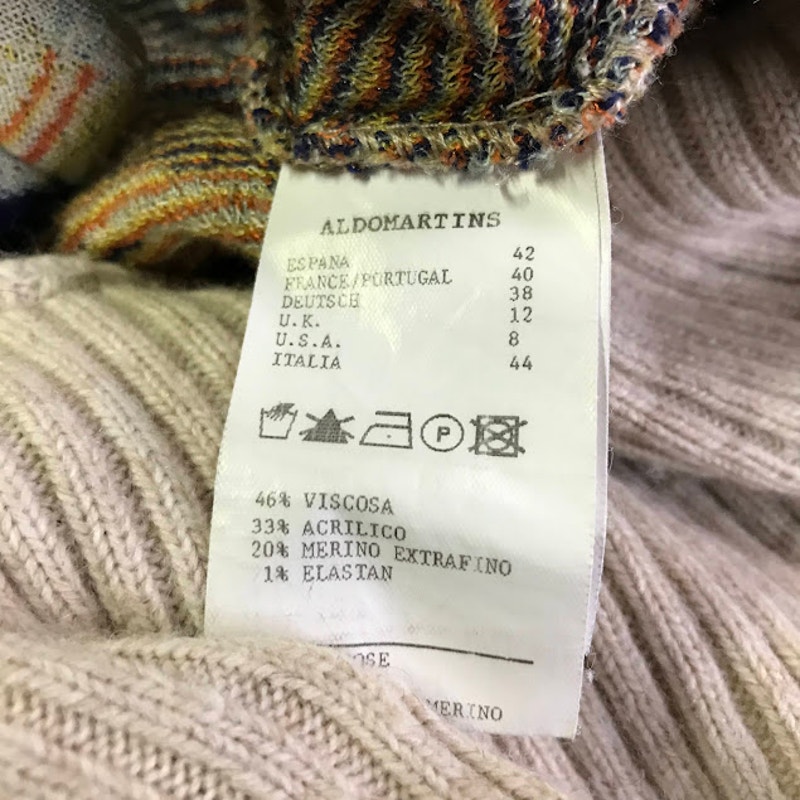 ALDOMARTINS
ESPANA 42
FRANCE/PORTUGAL 40
DEUTSCH 38
U.K. 12
U.S.A. 8
ITALIA 44
P
46% VISCOSA
33% ACRILICO
20% MERINO EXTRAFINO
1% ELASTAN
OSE
MERINO